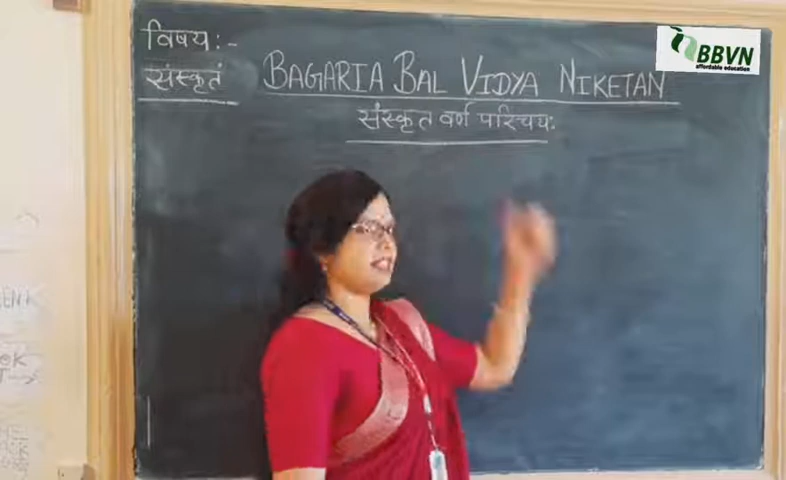 विषय:-
संस्कृतं
BAGARIA BAL VIDYA NIKETAN
संस्कृत वर्ण परिचय:
BBVN
affordable education